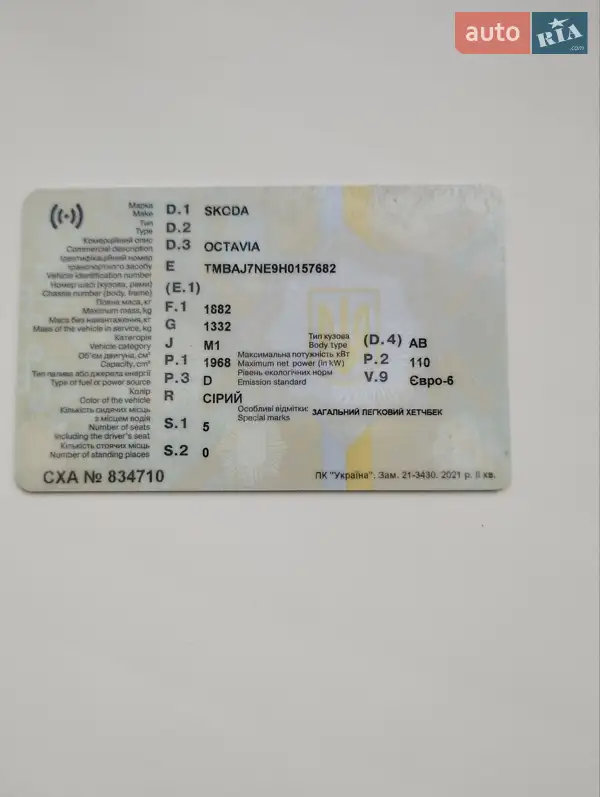 auto RIA .com
Марка
Make D.1 SKODA
Тип
Type D.2
Комерційний опис
Commercial description D.3 OCTAVIA
Ідентифікаційний номер
транспортного засобу
Vehicle identification number E TMBAJ7NE9H0157682
Номер шасі (кузова, рами)
Chassis number (body, frame) (E.1)
Повна маса, кг
Maximum mass, kg F.1 1882
Маса без навантаження, кг
Mass of the vehicle in service, kg G 1332
Категорія
Vehicle category J M1
Тип кузова
Body type (D.4) AB
Об'єм двигуна, см³
Capacity, cm³ P.1 1968
Максимальна потужність кВт
Maximum net power (in kW) P.2 110
Тип палива або джерела енергії
Type of fuel or power source P.3 D
Рівень екологічних норм
Emission standard V.9 Євро-6
Колір
Color of the vehicle R СІРИЙ
Кількість сидячих місць
з місцем водія
Number of seats
including the driver's seat S.1 5
Особливі відмітки: ЗАГАЛЬНИЙ ЛЕГКОВИЙ ХЕТЧБЕК
Special marks
Кількість стоячих місць
Number of standing places S.2 0
СХА № 834710
ПК "Україна". Зам. 21-3430. 2021 р. II кв.